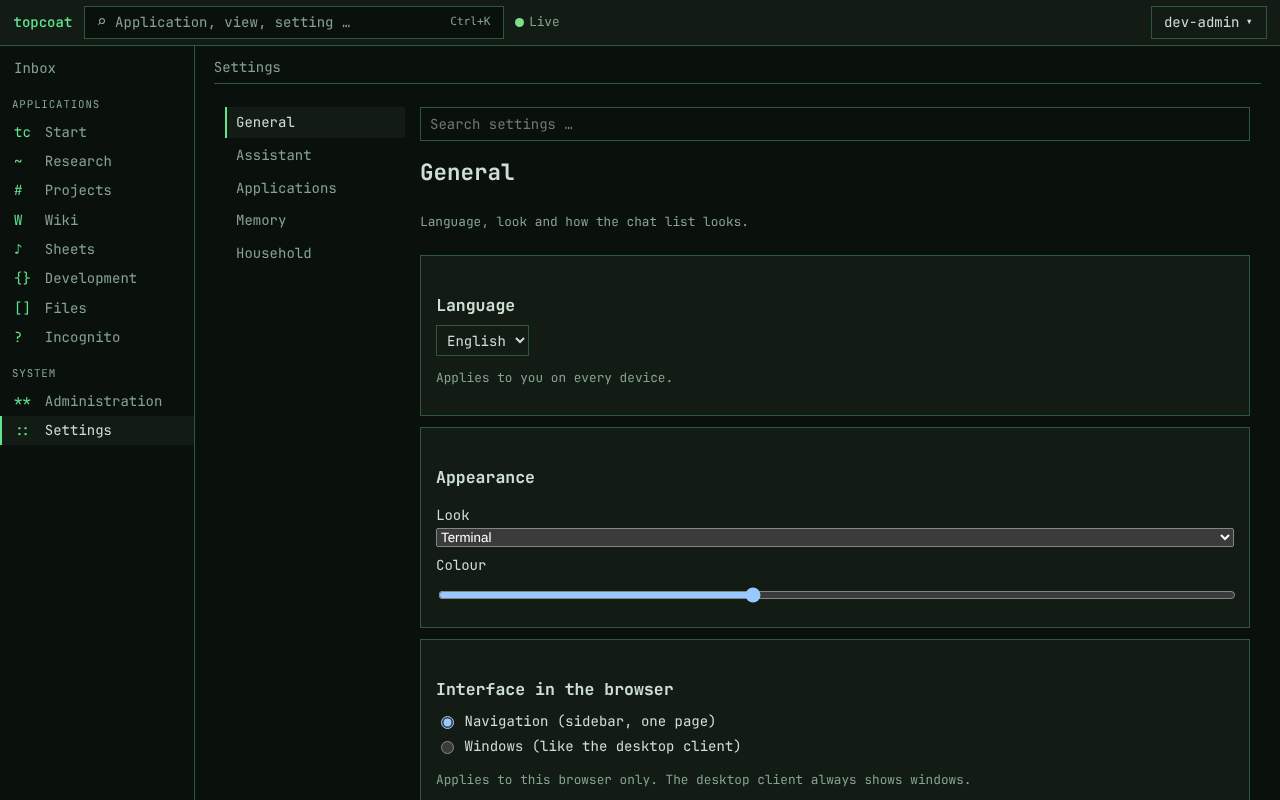 topcoat
⌕ Application, view, setting … Ctrl+K
Live
dev-admin ▾
Inbox
APPLICATIONS
tc Start
~ Research
# Projects
W Wiki
♪ Sheets
{} Development
[] Files
? Incognito
SYSTEM
** Administration
:: Settings
Settings
General
Assistant
Applications
Memory
Household
Search settings …
General
Language, look and how the chat list looks.
Language
English
Applies to you on every device.
Appearance
Look
Terminal
Colour
Interface in the browser
Navigation (sidebar, one page)
Windows (like the desktop client)
Applies to this browser only. The desktop client always shows windows.